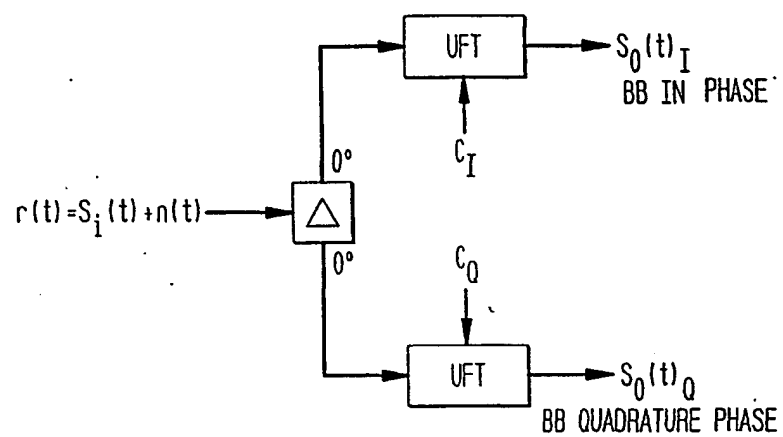 UFT
S0(t)I
BB IN PHASE
CI
0°
r(t)=Si(t)+n(t)
△
0°
CQ
UFT
S0(t)Q
BB QUADRATURE PHASE